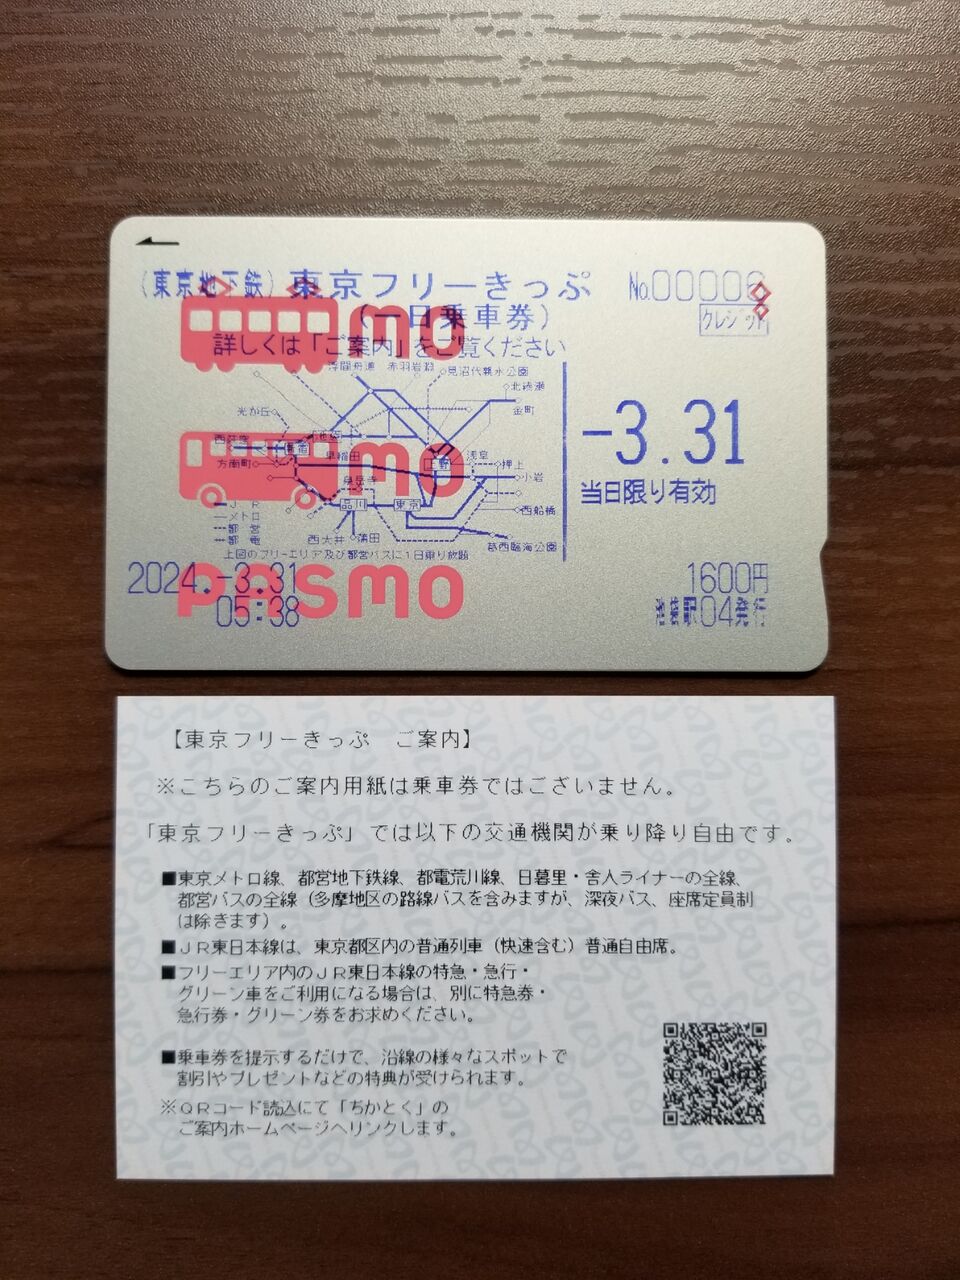 （東京地下鉄）東京フリーきっぷ
（一日乗車券）
№00006
クレジット
詳しくは「ご案内」をご覧ください
mo
浮間舟渡 赤羽岩淵 見沼代親水公園
北綾瀬
光が丘
金町
池袋
西荻窪
新宿
早稲田
上野
浅草
押上
方南町
小岩
mo
泉岳寺
品川
東京
西船橋
西大井 蒲田
葛西臨海公園
ＪＲ
メトロ
都営
都電
上図のフリーエリア及び都営バスに1日乗り放題
-3.31
当日限り有効
2024.-3.31
05:38
PASMO
1600円
池袋駅04発行
【東京フリーきっぷ　ご案内】
※こちらのご案内用紙は乗車券ではございません。
「東京フリーきっぷ」では以下の交通機関が乗り降り自由です。
■東京メトロ線、都営地下鉄線、都電荒川線、日暮里・舎人ライナーの全線、
都営バスの全線（多摩地区の路線バスを含みますが、深夜バス、座席定員制
は除きます）。
■ＪＲ東日本線は、東京都区内の普通列車（快速含む）普通自由席。
■フリーエリア内のＪＲ東日本線の特急・急行・
グリーン車をご利用になる場合は、別に特急券・
急行券・グリーン券をお求めください。
■乗車券を提示するだけで、沿線の様々なスポットで
割引やプレゼントなどの特典が受けられます。
※ＱＲコード読込にて「ちかとく」の
ご案内ホームページへリンクします。